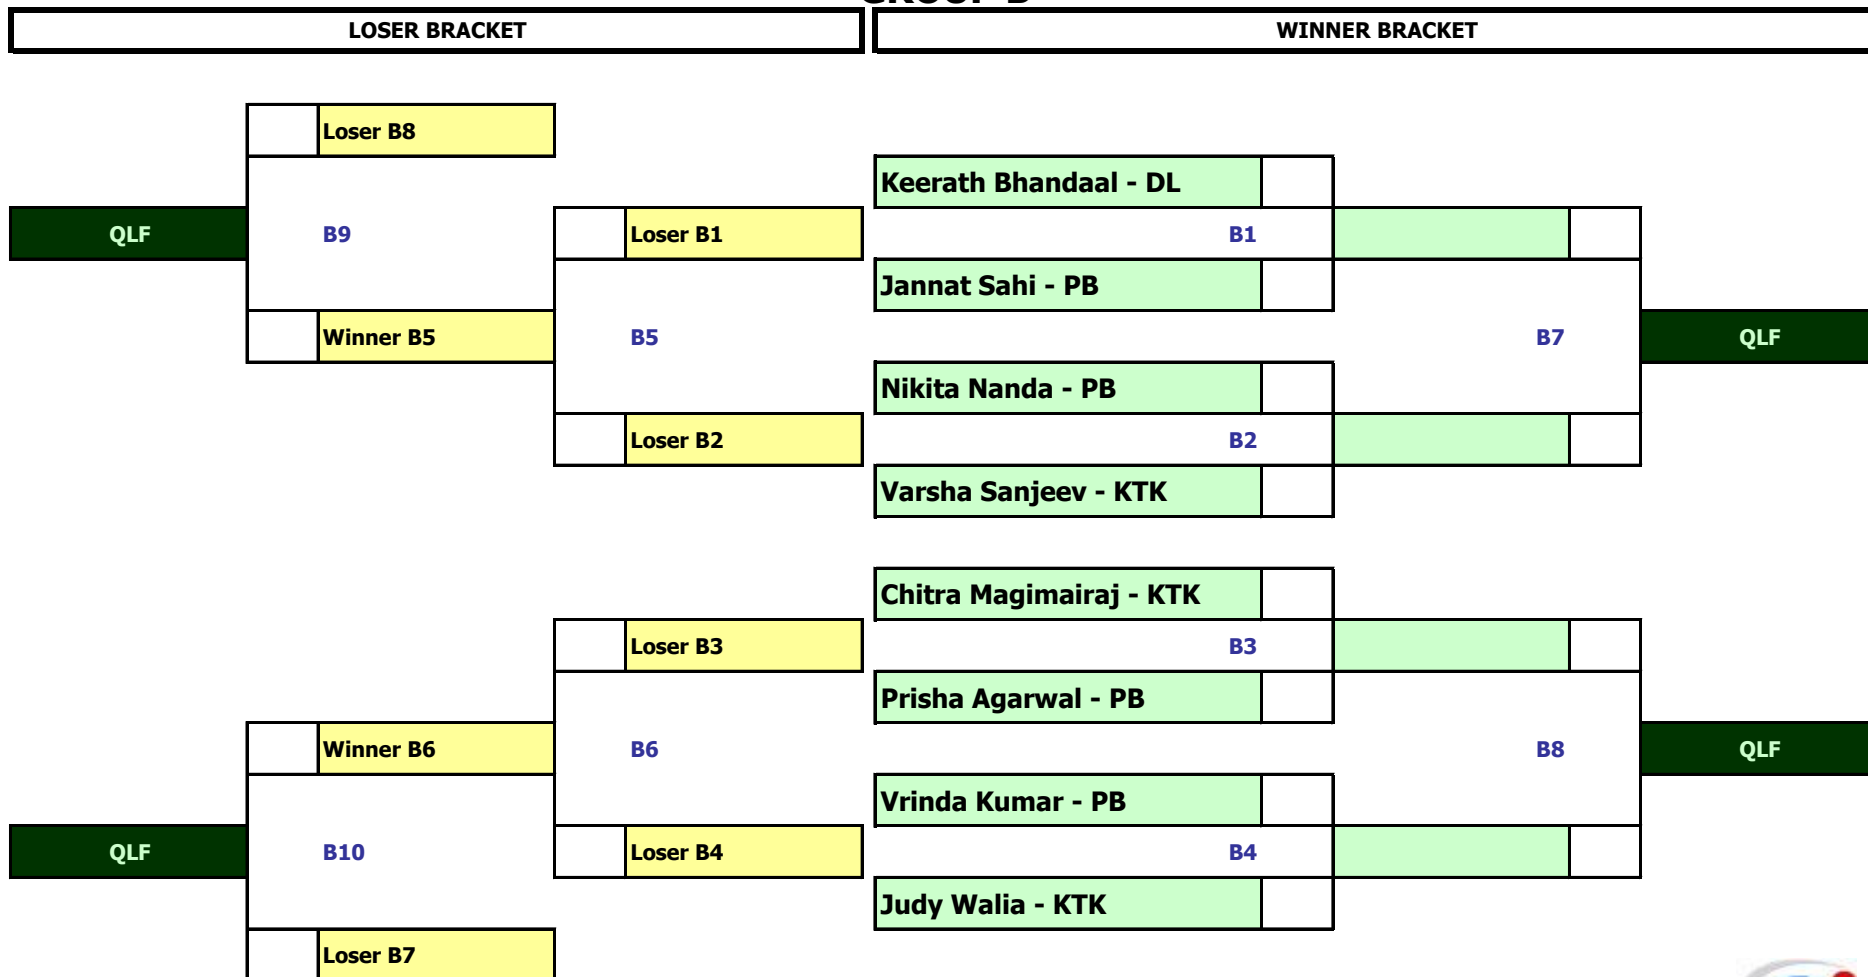 GROUP B
LOSER BRACKET
WINNER BRACKET
Loser B8
Keerath Bhandaal - DL
QLF
B9
Loser B1
B1
Jannat Sahi - PB
Winner B5
B5
B7
QLF
Nikita Nanda - PB
Loser B2
B2
Varsha Sanjeev - KTK
Chitra Magimairaj - KTK
Loser B3
B3
Prisha Agarwal - PB
Winner B6
B6
B8
QLF
Vrinda Kumar - PB
QLF
B10
Loser B4
B4
Judy Walia - KTK
Loser B7